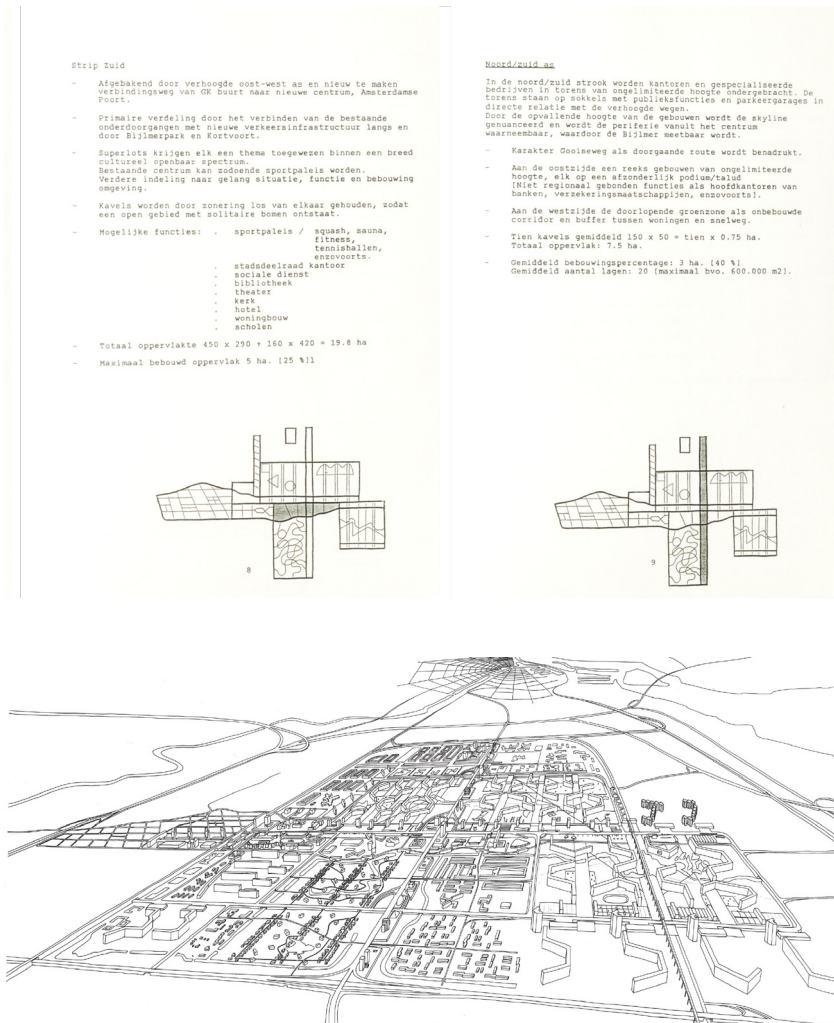 Strip Zuid
- Afgebakend door verhoogde oost-west as en nieuw te maken
verbindingsweg van GK buurt naar nieuwe centrum, Amsterdamse
Poort.
- Primaire verdeling door het verbinden van de bestaande
onderdoorgangen met nieuwe verkeersinfrastructuur langs en
door Bijlmerpark en Kortvoort.
- Superlots krijgen elk een thema toegewezen binnen een breed
cultureel openbaar spectrum.
Bestaande centrum kan zodoende sportpaleis worden.
Verdere indeling naar gelang situatie, functie en bebouwing
omgeving.
- Kavels worden door zonering los van elkaar gehouden, zodat
een open gebied met solitaire bomen ontstaat.
- Mogelijke functies: . sportpaleis / squash, sauna,
fitness,
tennishallen,
enzovoorts.
. stadsdeelraad kantoor
. sociale dienst
. bibliotheek
. theater
. kerk
. hotel
. woningbouw
. scholen
- Totaal oppervlakte 450 x 290 + 160 x 420 = 19.8 ha
- Maximaal bebouwd oppervlak 5 ha. [25 %]l
8
Noord/zuid as
In de noord/zuid strook worden kantoren en gespecialiseerde
bedrijven in torens van ongelimiteerde hoogte ondergebracht. De
torens staan op sokkels met publieksfuncties en parkeergarages in
directe relatie met de verhoogde wegen.
Door de opvallende hoogte van de gebouwen wordt de skyline
genuanceerd en wordt de periferie vanuit het centrum
waarneembaar, waardoor de Bijlmer meetbaar wordt.
- Karakter Gooiseweg als doorgaande route wordt benadrukt.
- Aan de oostzijde een reeks gebouwen van ongelimiteerde
hoogte, elk op een afzonderlijk podium/talud
[Niet regionaal gebonden functies als hoofdkantoren van
banken, verzekeringsmaatschappijen, enzovoorts].
- Aan de westzijde de doorlopende groenzone als onbebouwde
corridor en buffer tussen woningen en snelweg.
- Tien kavels gemiddeld 150 x 50 = tien x 0.75 ha.
Totaal oppervlak: 7.5 ha.
- Gemiddeld bebouwingspercentage: 3 ha. [40 %]
Gemiddeld aantal lagen: 20 [maximaal bvo. 600.000 m2].
9